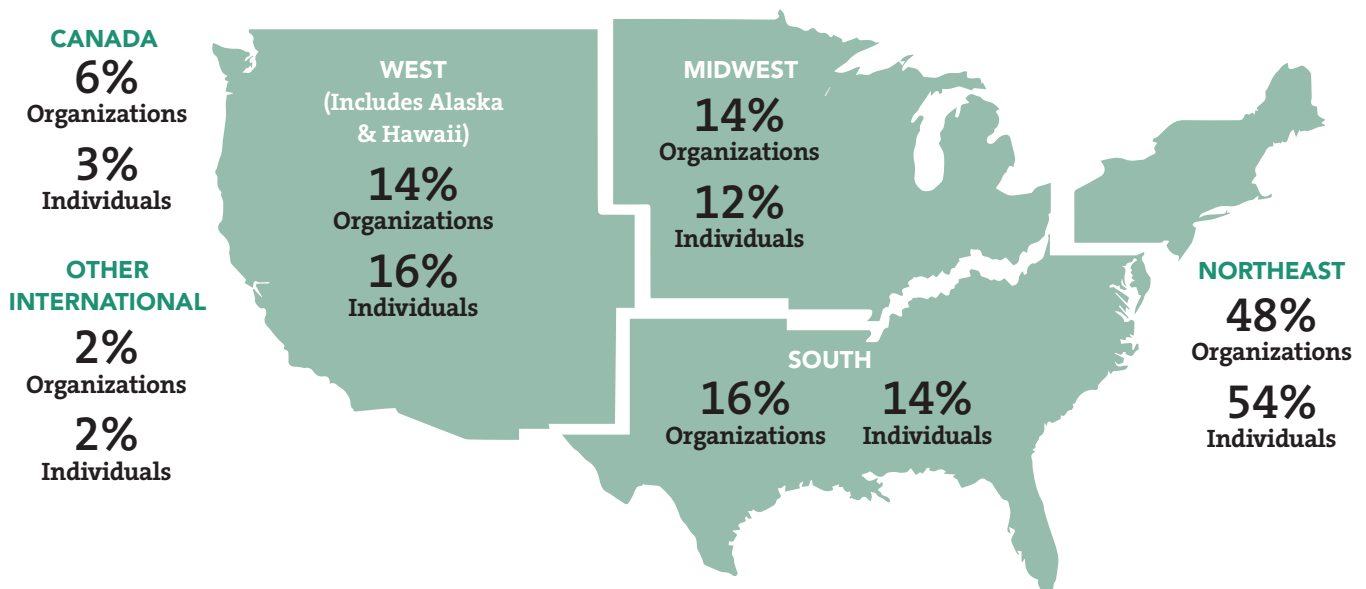 CANADA
6%
Organizations
3%
Individuals
OTHER
INTERNATIONAL
2%
Organizations
2%
Individuals
WEST
(Includes Alaska
& Hawaii)
14%
Organizations
16%
Individuals
MIDWEST
14%
Organizations
12%
Individuals
SOUTH
16%
Organizations
14%
Individuals
NORTHEAST
48%
Organizations
54%
Individuals